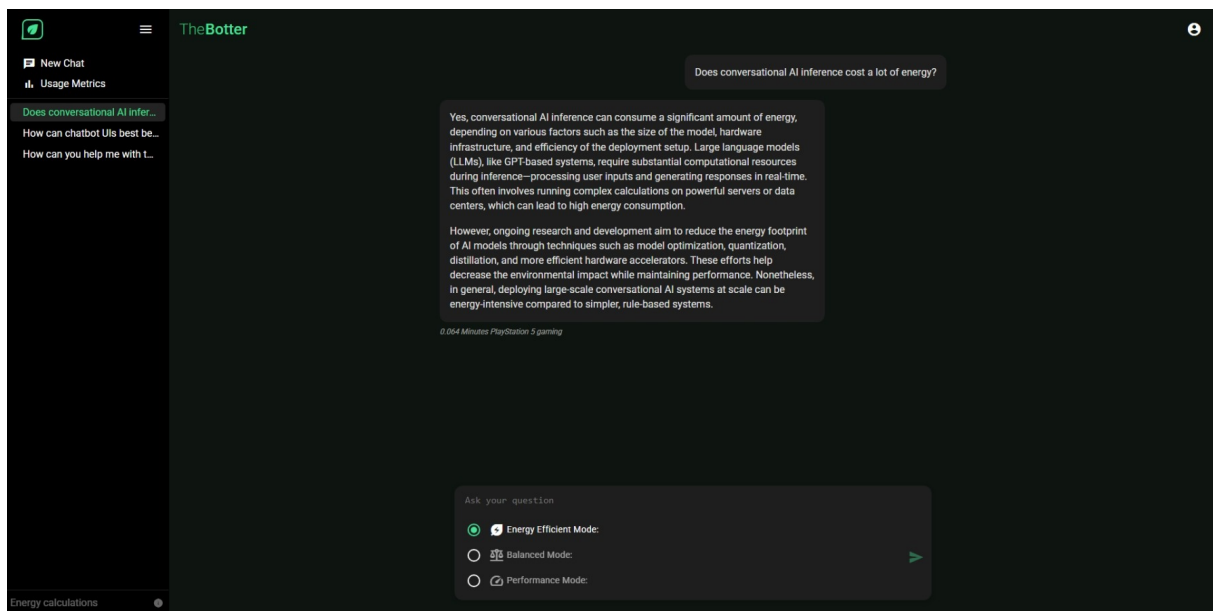 TheBotter
New Chat
Usage Metrics
Does conversational AI infer...
How can chatbot UIs best be...
How can you help me with t...
Does conversational AI inference cost a lot of energy?
Yes, conversational AI inference can consume a significant amount of energy,
depending on various factors such as the size of the model, hardware
infrastructure, and efficiency of the deployment setup. Large language models
(LLMs), like GPT-based systems, require substantial computational resources
during inference—processing user inputs and generating responses in real-time.
This often involves running complex calculations on powerful servers or data
centers, which can lead to high energy consumption.
However, ongoing research and development aim to reduce the energy footprint
of AI models through techniques such as model optimization, quantization,
distillation, and more efficient hardware accelerators. These efforts help
decrease the environmental impact while maintaining performance. Nonetheless,
in general, deploying large-scale conversational AI systems at scale can be
energy-intensive compared to simpler, rule-based systems.
0.064 Minutes PlayStation 5 gaming
Ask your question
Energy Efficient Mode:
Balanced Mode:
Performance Mode:
Energy calculations